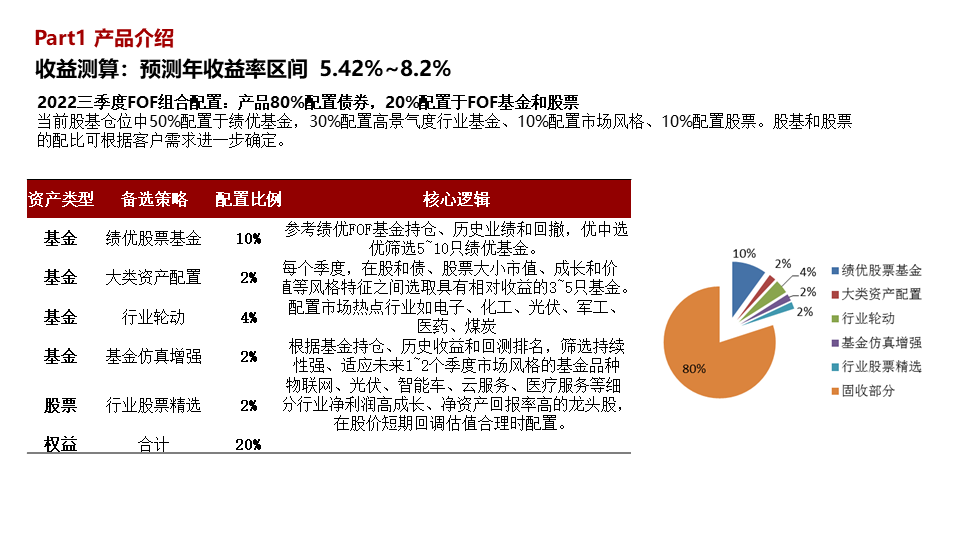 Part1 产品介绍
收益测算：预测年收益率区间 5.42%~8.2%
2022三季度FOF组合配置：产品80%配置债券，20%配置于FOF基金和股票
当前股基仓位中50%配置于绩优基金，30%配置高景气度行业基金、10%配置市场风格、10%配置股票。股基和股票
的配比可根据客户需求进一步确定。
资产类型 备选策略 配置比例 核心逻辑
基金 绩优股票基金 10% 参考绩优FOF基金持仓、历史业绩和回撤，优中选
优筛选5~10只绩优基金。
基金 大类资产配置 2% 每个季度，在股和债、股票大小市值、成长和价
值等风格特征之间选取具有相对收益的3~5只基金。
基金 行业轮动 4% 配置市场热点行业如电子、化工、光伏、军工、
医药、煤炭
基金 基金仿真增强 2% 根据基金持仓、历史收益和回测排名，筛选持续
性强、适应未来1~2个季度市场风格的基金品种
股票 行业股票精选 2% 物联网、光伏、智能车、云服务、医疗服务等细
分行业净利润高成长、净资产回报率高的龙头股，
在股价短期回调估值合理时配置。
权益 合计 20%
10%
2%
4%
2%
2%
80%
绩优股票基金
大类资产配置
行业轮动
基金仿真增强
行业股票精选
固收部分